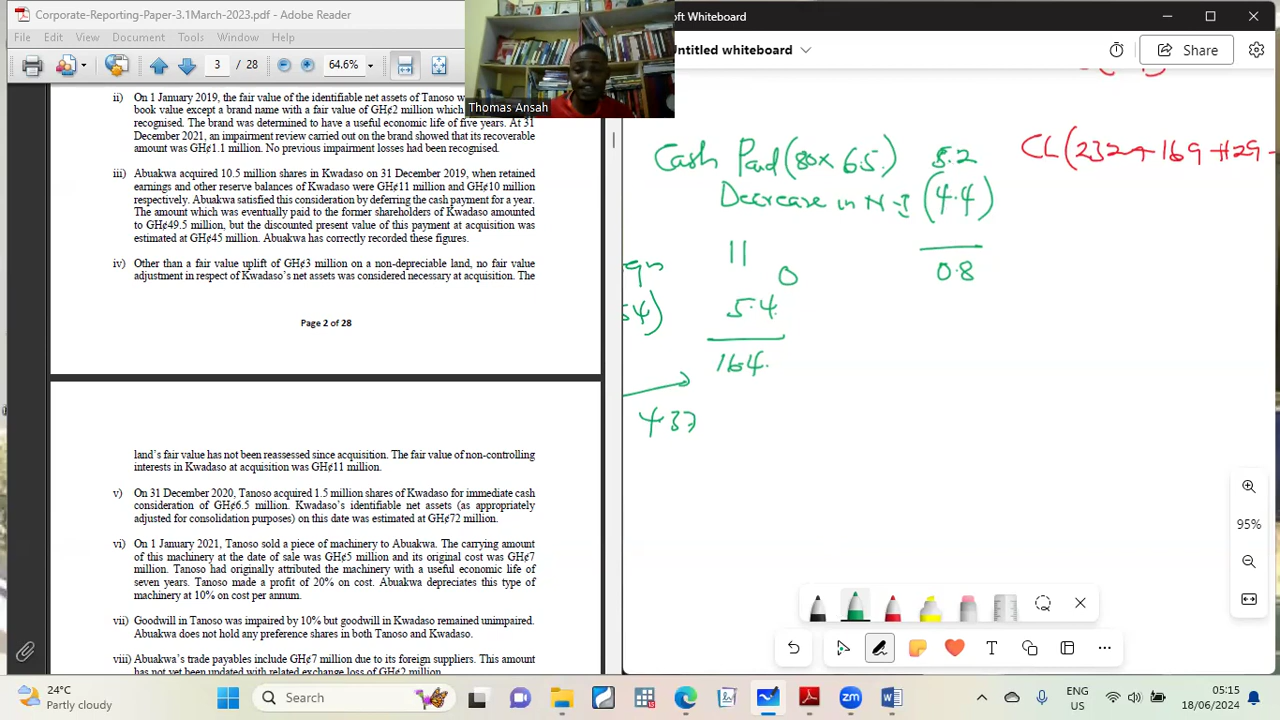 Corporate-Reporting-Paper-3.1March-2023.pdf - Adobe Reader
File Edit View Document Tools Window Help
3 / 28 64.6%
ii) On 1 January 2019, the fair value of the identifiable net assets of Tanoso w
book value except a brand name with a fair value of GH¢2 million which
recognised. The brand was determined to have a useful economic life of five years. At 31
December 2021, an impairment review carried out on the brand showed that its recoverable
amount was GH¢1.1 million. No previous impairment losses had been recognised.
iii) Abuakwa acquired 10.5 million shares in Kwadaso on 31 December 2019, when retained
earnings and other reserve balances of Kwadaso were GH¢11 million and GH¢10 million
respectively. Abuakwa satisfied this consideration by deferring the cash payment for a year.
The amount which was eventually paid to the former shareholders of Kwadaso amounted
to GH¢49.5 million, but the discounted present value of this payment at acquisition was
estimated at GH¢45 million. Abuakwa has correctly recorded these figures.
iv) Other than a fair value uplift of GH¢3 million on a non-depreciable land, no fair value
adjustment in respect of Kwadaso's net assets was considered necessary at acquisition. The
Page 2 of 28
land's fair value has not been reassessed since acquisition. The fair value of non-controlling
interests in Kwadaso at acquisition was GH¢11 million.
v) On 31 December 2020, Tanoso acquired 1.5 million shares of Kwadaso for immediate cash
consideration of GH¢6.5 million. Kwadaso's identifiable net assets (as appropriately
adjusted for consolidation purposes) on this date was estimated at GH¢72 million.
vi) On 1 January 2021, Tanoso sold a piece of machinery to Abuakwa. The carrying amount
of this machinery at the date of sale was GH¢5 million and its original cost was GH¢7
million. Tanoso had originally attributed the machinery with a useful economic life of
seven years. Tanoso made a profit of 20% on cost. Abuakwa depreciates this type of
machinery at 10% on cost per annum.
vii) Goodwill in Tanoso was impaired by 10% but goodwill in Kwadaso remained unimpaired.
Abuakwa does not hold any preference shares in both Tanoso and Kwadaso.
viii) Abuakwa's trade payables include GH¢7 million due to its foreign suppliers. This amount
has not yet been updated with related exchange loss of GH¢2 million.
Thomas Ansah
oft Whiteboard
Untitled whiteboard
Share
Cash Paid (80% x 6.5) 5.2
Decrease in N-I (4.4)
0.8
11
0
5.4
16.4
54)
437
CL (232 + 169 + 129 -
95%
24°C
Partly cloudy
Search
ENG
US
05:15
18/06/2024